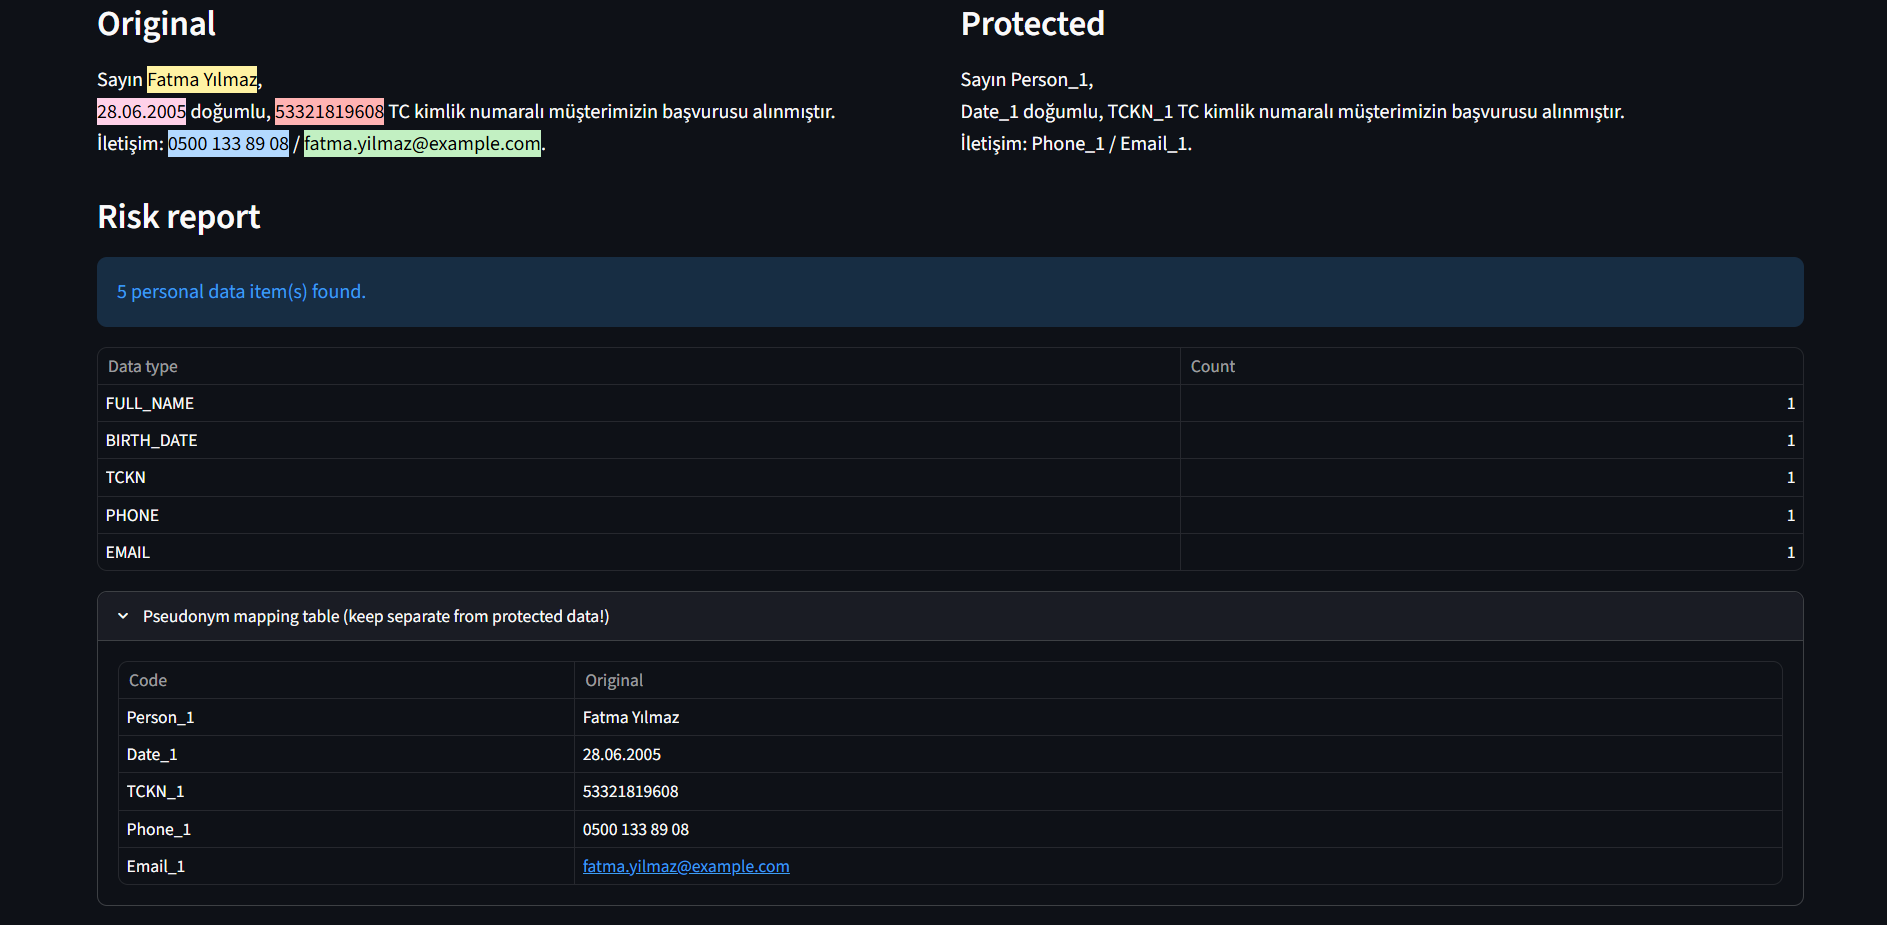 Original
Sayın Fatma Yılmaz,
28.06.2005 doğumlu, 53321819608 TC kimlik numaralı müşterimizin başvurusu alınmıştır.
İletişim: 0500 133 89 08 / fatma.yilmaz@example.com.
Protected
Sayın Person_1,
Date_1 doğumlu, TCKN_1 TC kimlik numaralı müşterimizin başvurusu alınmıştır.
İletişim: Phone_1 / Email_1.
Risk report
5 personal data item(s) found.
Data type Count
FULL_NAME 1
BIRTH_DATE 1
TCKN 1
PHONE 1
EMAIL 1
Pseudonym mapping table (keep separate from protected data!)
Code Original
Person_1 Fatma Yılmaz
Date_1 28.06.2005
TCKN_1 53321819608
Phone_1 0500 133 89 08
Email_1 fatma.yilmaz@example.com